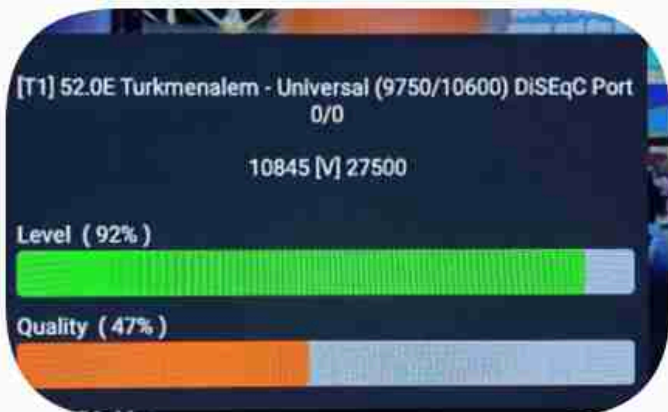 [T1] 52.0E Turkmenalem - Universal (9750/10600) DiSEqC Port
0/0
10845 [V] 27500
Level ( 92% )
Quality ( 47% )